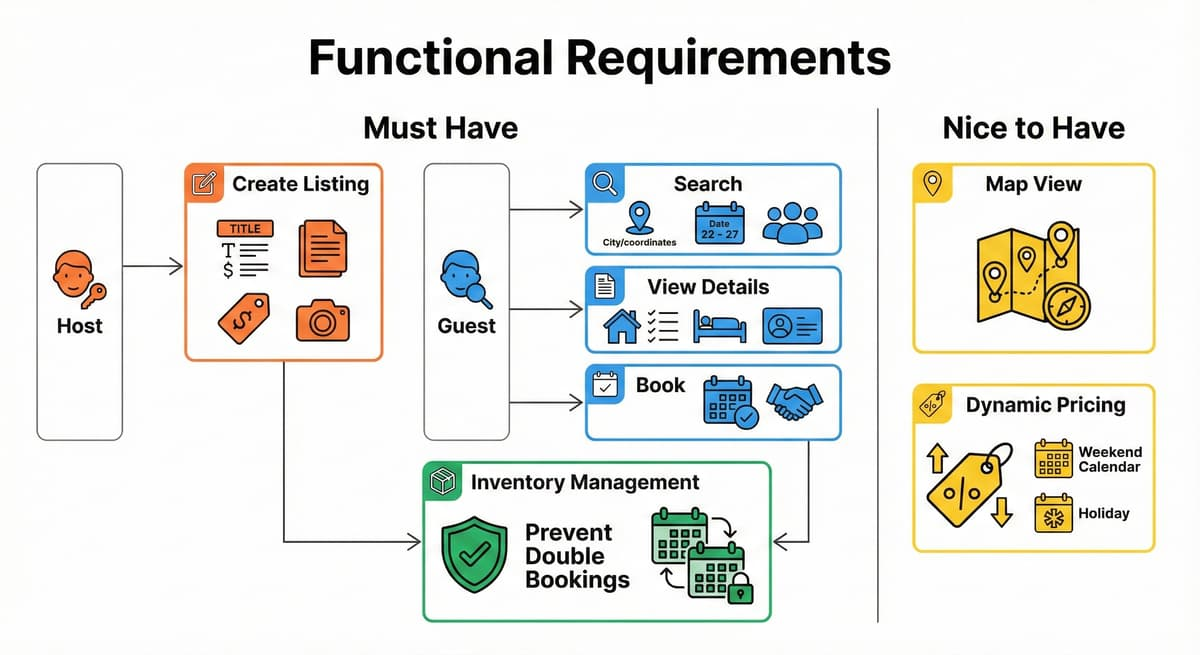 Functional Requirements
Must Have
Nice to Have
Host
Create Listing
TITLE
T
$
$
Guest
Search
City/coordinates
Date
22 - 27
View Details
Book
Inventory Management
Prevent
Double
Bookings
Map View
Dynamic Pricing
%
%
Weekend
Calendar
Holiday